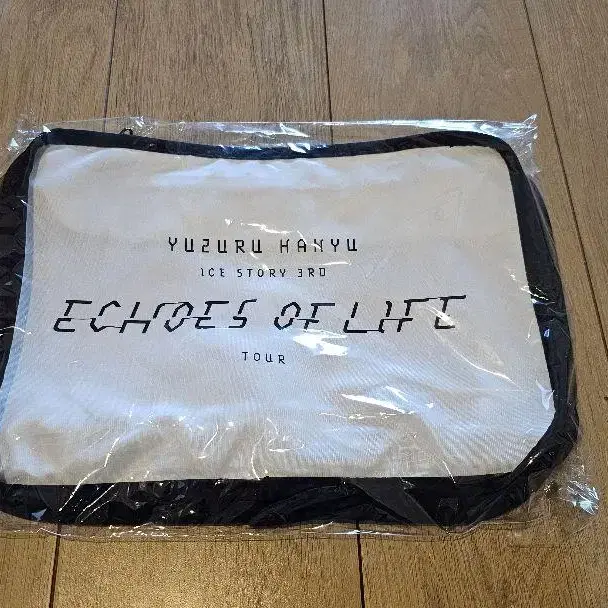 YUZURU HANYU
ICE STORY 3RD
ECHOES OF LIFE
TOUR